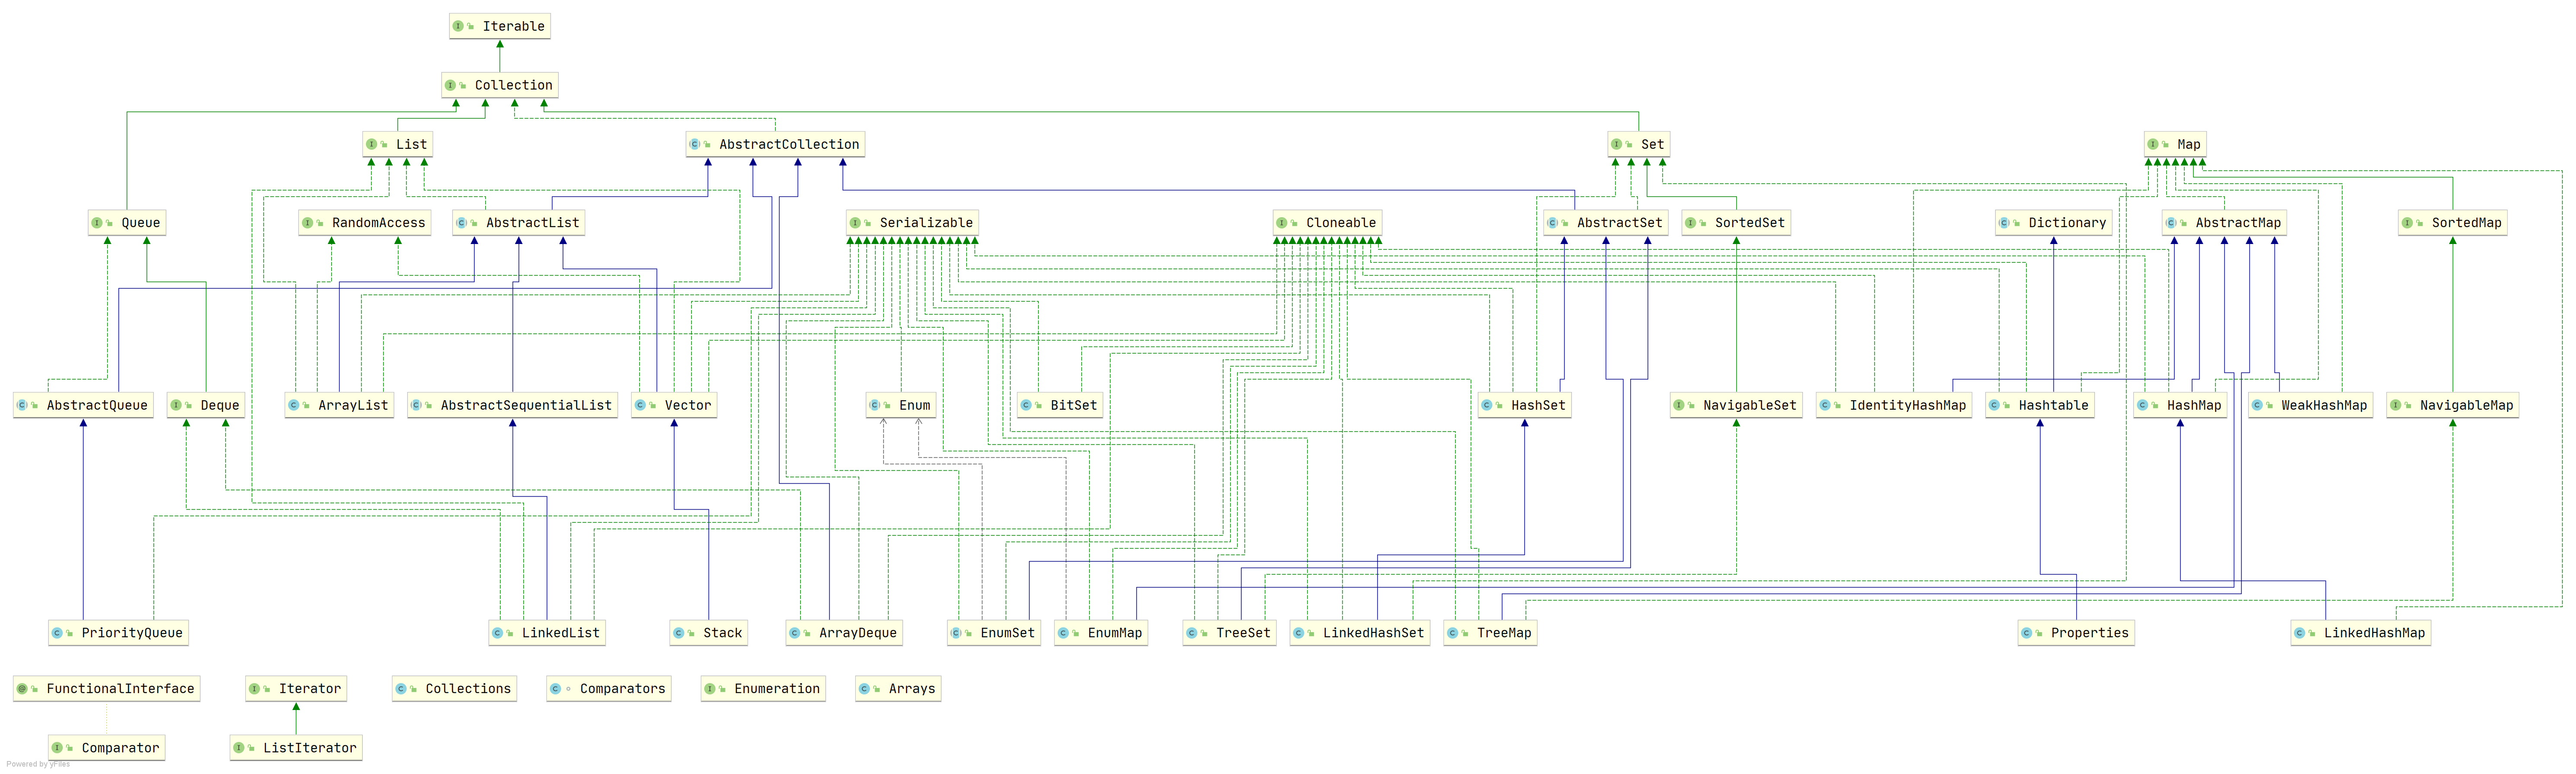 Iterable
Collection
List
AbstractCollection
Set
Map
Queue
RandomAccess
AbstractList
Serializable
Cloneable
AbstractSet
SortedSet
Dictionary
AbstractMap
SortedMap
AbstractQueue
Deque
ArrayList
AbstractSequentialList
Vector
Enum
BitSet
HashSet
NavigableSet
IdentityHashMap
Hashtable
HashMap
WeakHashMap
NavigableMap
PriorityQueue
LinkedList
Stack
ArrayDeque
EnumSet
EnumMap
TreeSet
LinkedHashSet
TreeMap
Properties
LinkedHashMap
FunctionalInterface
Iterator
Collections
Comparators
Enumeration
Arrays
Comparator
ListIterator
Powered by yFiles